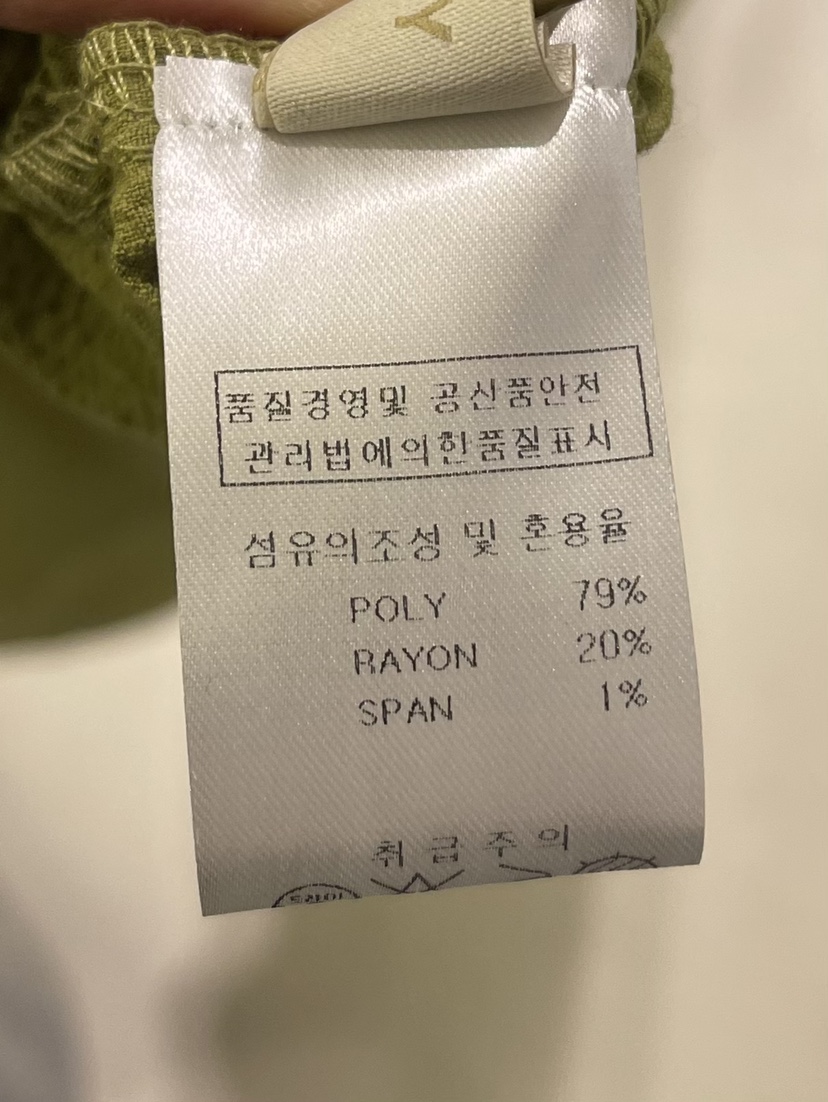 Y
품질경영및 공산품안전
관리법에의한품질표시
섬유의조성 및 혼용율
POLY 79%
RAYON 20%
SPAN 1%
취급주의